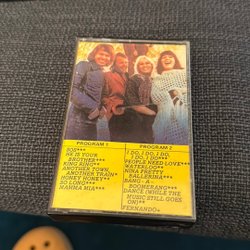 PROGRAM 1
SOS***
HE IS YOUR
BROTHER***
RING RING**
ANOTHER TOWN
ANOTHER TRAIN*
HONEY HONEY**
SO LONG***
MAMMA MIA***
PROGRAM 2
I DO, I DO, I DO,
I DO, I DO***
PEOPLE NEED LOVE**
WATERLOO**
NINA PRETTY
BALLERINA**
BANG - A -
BOOMERANG***
DANCE (WHILE THE
MUSIC STILL GOES
ON)**
FERNANDO*